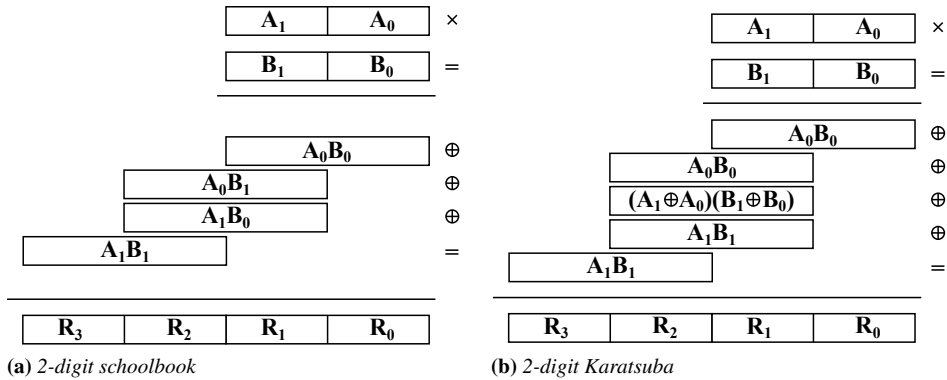 A₁ A₀ ×
B₁ B₀ =
A₀B₀ ⊕
A₀B₁ ⊕
A₁B₀ ⊕
A₁B₁ =
R₃ R₂ R₁ R₀
(a) 2-digit schoolbook
A₁ A₀ ×
B₁ B₀ =
A₀B₀ ⊕
A₀B₀ ⊕
(A₁⊕A₀)(B₁⊕B₀) ⊕
A₁B₁ ⊕
A₁B₁ =
R₃ R₂ R₁ R₀
(b) 2-digit Karatsuba